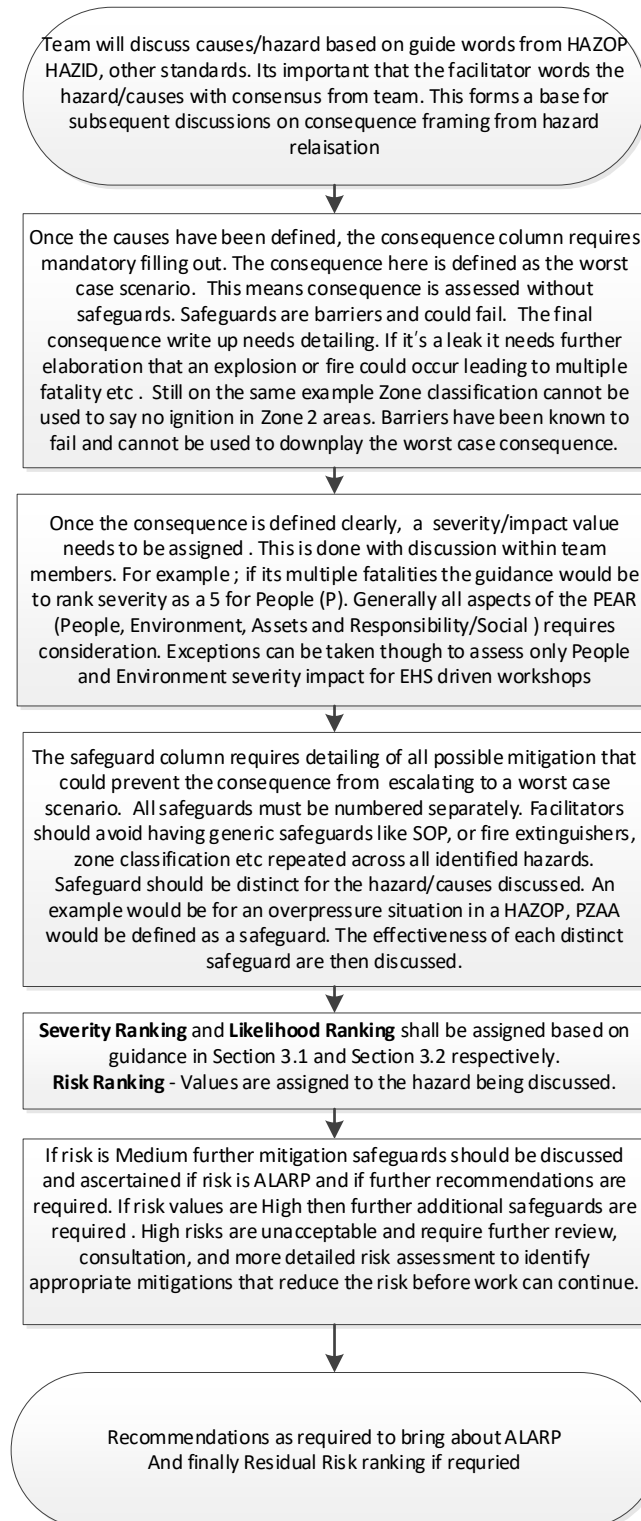 Team will discuss causes/hazard based on guide words from HAZOP
HAZID, other standards. Its important that the facilitator words the
hazard/causes with consensus from team. This forms a base for
subsequent discussions on consequence framing from hazard
relaisation
Once the causes have been defined, the consequence column requires
mandatory filling out. The consequence here is defined as the worst
case scenario. This means consequence is assessed without
safeguards. Safeguards are barriers and could fail. The final
consequence write up needs detailing. If it's a leak it needs further
elaboration that an explosion or fire could occur leading to multiple
fatality etc . Still on the same example Zone classification cannot be
used to say no ignition in Zone 2 areas. Barriers have been known to
fail and cannot be used to downplay the worst case consequence.
Once the consequence is defined clearly, a severity/impact value
needs to be assigned . This is done with discussion within team
members. For example ; if its multiple fatalities the guidance would be
to rank severity as a 5 for People (P). Generally all aspects of the PEAR
(People, Environment, Assets and Responsibility/Social ) requires
consideration. Exceptions can be taken though to assess only People
and Environment severity impact for EHS driven workshops
The safeguard column requires detailing of all possible mitigation that
could prevent the consequence from escalating to a worst case
scenario. All safeguards must be numbered separately. Facilitators
should avoid having generic safeguards like SOP, or fire extinguishers,
zone classification etc repeated across all identified hazards.
Safeguard should be distinct for the hazard/causes discussed. An
example would be for an overpressure situation in a HAZOP, PZAA
would be defined as a safeguard. The effectiveness of each distinct
safeguard are then discussed.
Severity Ranking and Likelihood Ranking shall be assigned based on
guidance in Section 3.1 and Section 3.2 respectively.
Risk Ranking - Values are assigned to the hazard being discussed.
If risk is Medium further mitigation safeguards should be discussed
and ascertained if risk is ALARP and if further recommendations are
required. If risk values are High then further additional safeguards are
required . High risks are unacceptable and require further review,
consultation, and more detailed risk assessment to identify
appropriate mitigations that reduce the risk before work can continue.
Recommendations as required to bring about ALARP
And finally Residual Risk ranking if requried